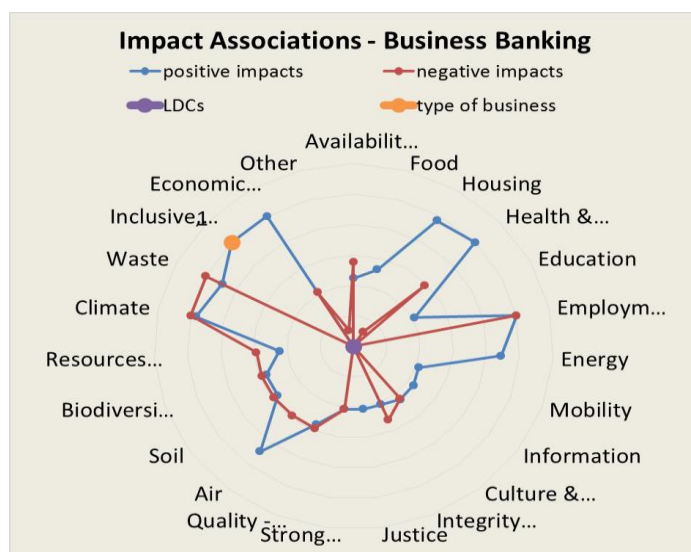 Impact Associations - Business Banking
positive impacts
negative impacts
LDCs
type of business
Availabilit...
Food
Housing
Health &...
Education
Employm...
Energy
Mobility
Information
Culture &...
Integrity...
Justice
Strong...
Quality -...
Air
Soil
Biodiversi...
Resources...
Climate
Waste
Inclusive...
Economic...
Other